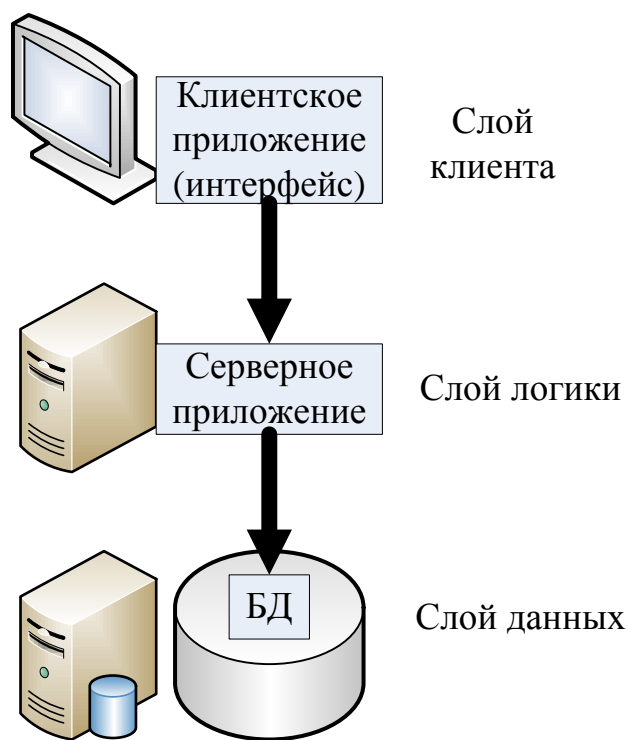 Клиентское
приложение
(интерфейс)
Слой
клиента
Серверное
приложение
Слой логики
БД
Слой данных